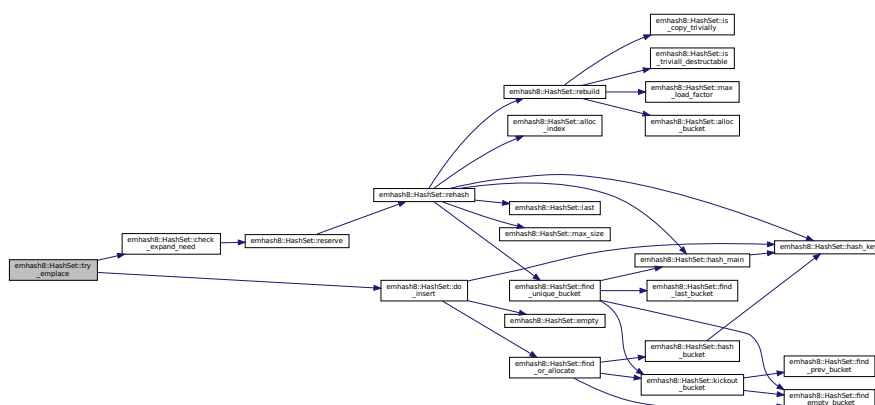 emhash8::HashSet::is
_copy_trivially
emhash8::HashSet::is
_triviall_destructable
emhash8::HashSet::rebuild
emhash8::HashSet::max
_load_factor
emhash8::HashSet::alloc
_index
emhash8::HashSet::alloc
_bucket
emhash8::HashSet::rehash
emhash8::HashSet::last
emhash8::HashSet::max_size
emhash8::HashSet::check
_expand_need
emhash8::HashSet::reserve
emhash8::HashSet::hash_key
emhash8::HashSet::hash_main
emhash8::HashSet::try
_emplace
emhash8::HashSet::do
_insert
emhash8::HashSet::find
_unique_bucket
emhash8::HashSet::find
_last_bucket
emhash8::HashSet::empty
emhash8::HashSet::hash
_bucket
emhash8::HashSet::find
_or_allocate
emhash8::HashSet::find
_prev_bucket
emhash8::HashSet::kickout
_bucket
emhash8::HashSet::find
_empty_bucket